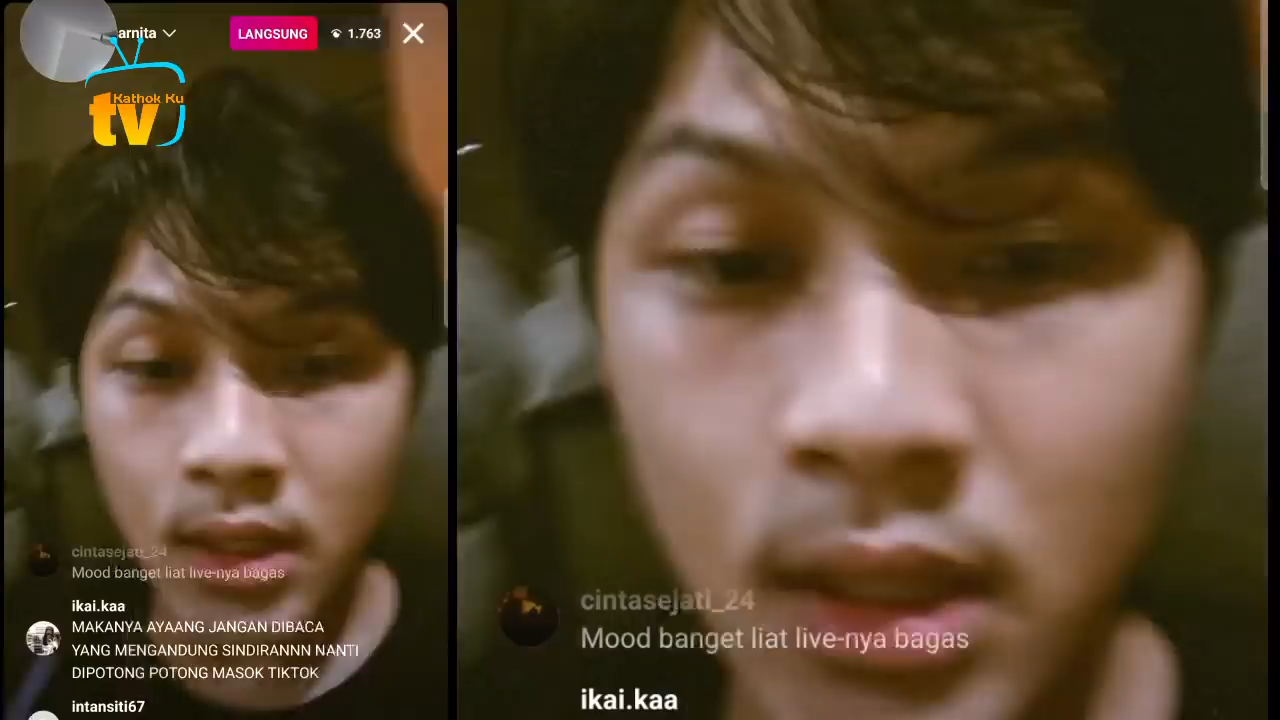 arnita
LANGSUNG
1.763
Kathok Ku
tv
cintasejati_24
Mood banget liat live-nya bagas
ikai.kaa
MAKANYA AYAANG JANGAN DIBACA
YANG MENGANDUNG SINDIRANNN NANTI
DIPOTONG POTONG MASOK TIKTOK
intansiti67
cintasejati_24
Mood banget liat live-nya bagas
ikai.kaa